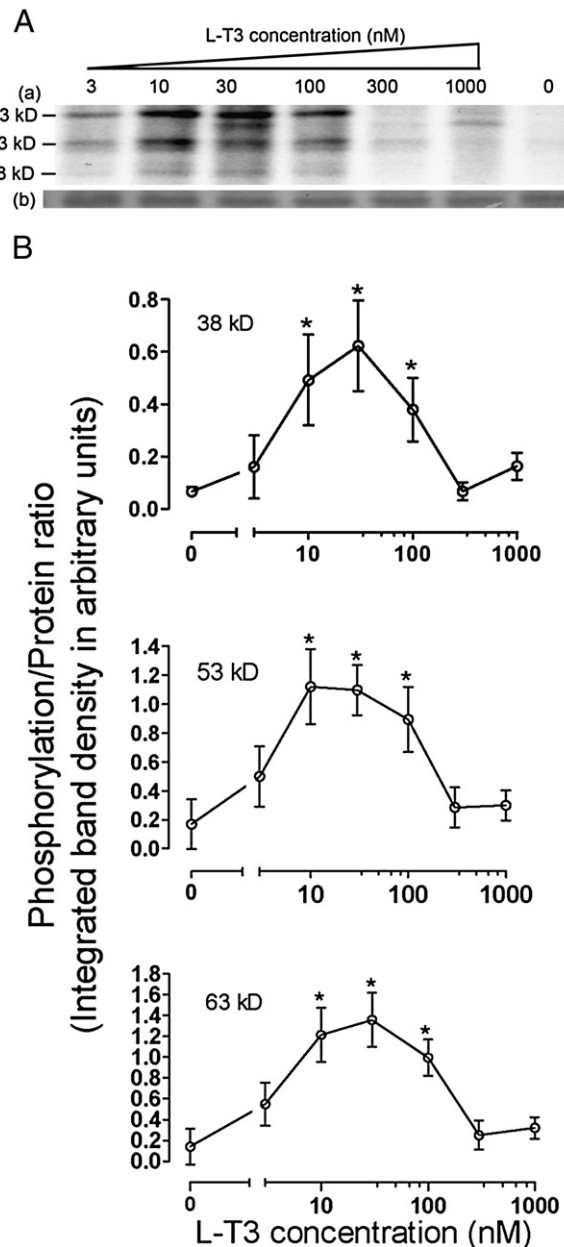 A
L-T3 concentration (nM)
(a) 3 10 30 100 300 1000 0
3 kD
3 kD
8 kD
(b)
B
Phosphorylation/Protein ratio
(Integrated band density in arbitrary units)
38 kD
* * *
0.8
0.6
0.4
0.2
0.0
0 10 100 1000
53 kD
* * *
1.4
1.2
1.0
0.8
0.6
0.4
0.2
0.0
0 10 100 1000
63 kD
* * *
1.8
1.6
1.4
1.2
1.0
0.8
0.6
0.4
0.2
0.0
0 10 100 1000
L-T3 concentration (nM)